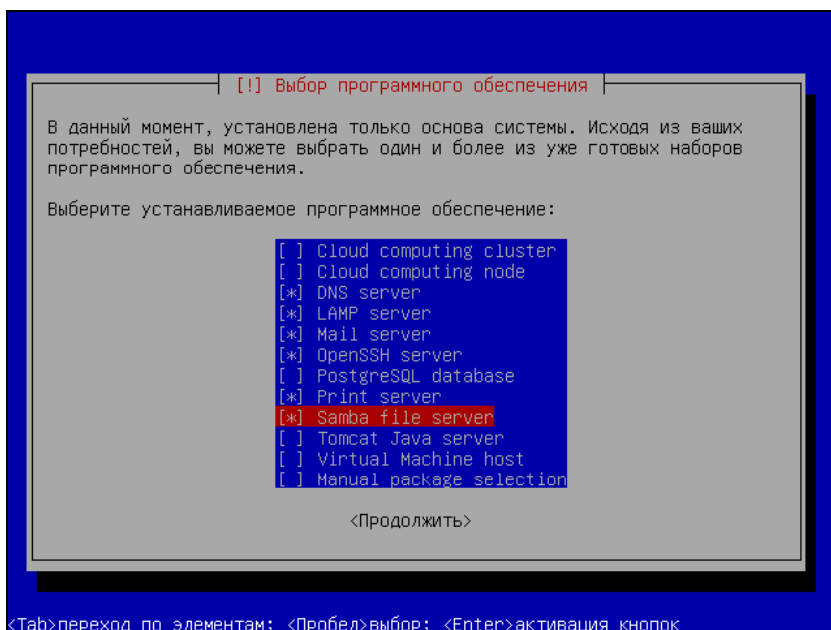 [!] Выбор программного обеспечения
В данный момент, установлена только основа системы. Исходя из ваших
потребностей, вы можете выбрать один и более из уже готовых наборов
программного обеспечения.
Выберите устанавливаемое программное обеспечение:
[ ] Cloud computing cluster
[ ] Cloud computing node
[*] DNS server
[*] LAMP server
[*] Mail server
[*] OpenSSH server
[ ] PostgreSQL database
[*] Print server
[*] Samba file server
[ ] Tomcat Java server
[ ] Virtual Machine host
[ ] Manual package selection
<Продолжить>
<Tab>переход по элементам; <Пробел>выбор; <Enter>активация кнопок